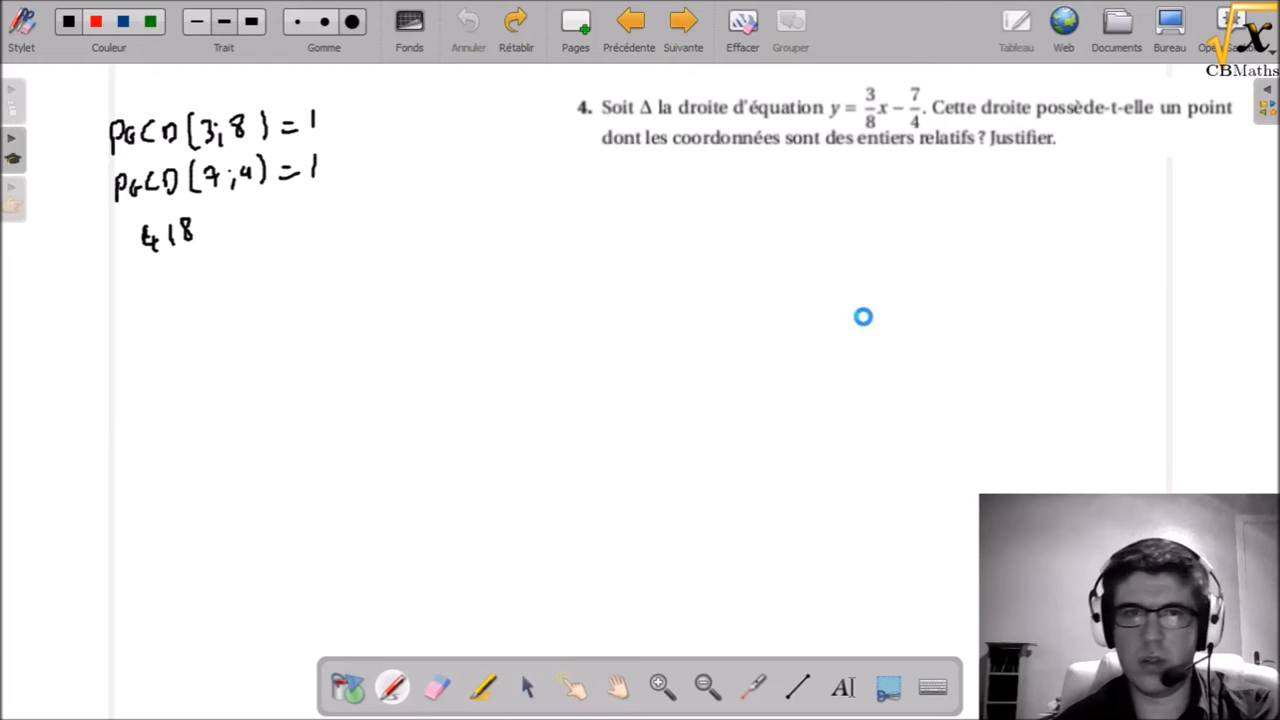 Stylet
Couleur
Trait
Gomme
Fonds
Annuler
Rétablir
Pages
Précédente
Suivante
Effacer
Grouper
Tableau
Web
Documents
Bureau
CBMaths
PGCD(3;8)=1
PGCD(7;4)=1
4|8
4. Soit Δ la droite d'équation y = 3/8 x − 7/4. Cette droite possède-t-elle un point
dont les coordonnées sont des entiers relatifs ? Justifier.